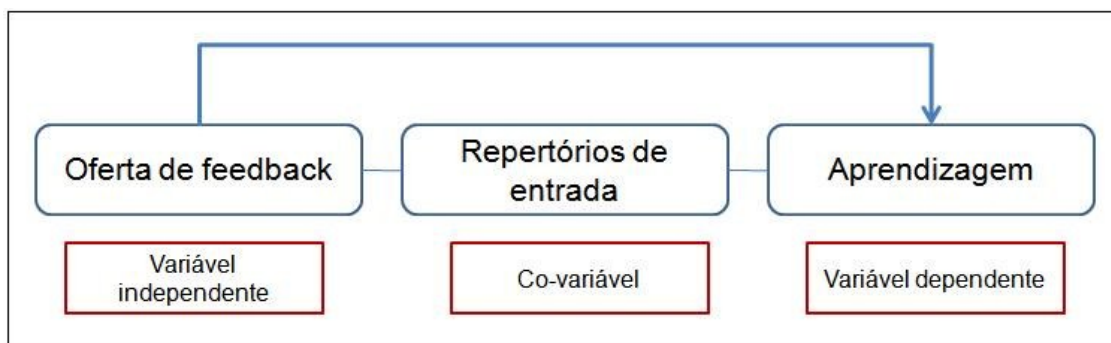 Oferta de feedback
Repertórios de
entrada
Aprendizagem
Variável
independente
Co-variável
Variável dependente